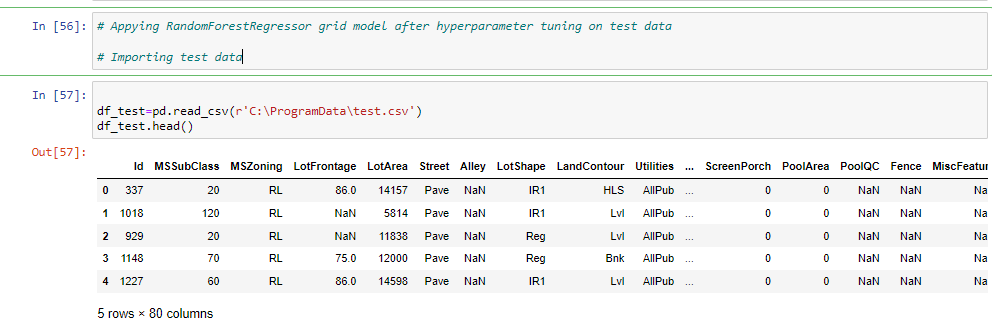 In [56]: # Appying RandomForestRegressor grid model after hyperparameter tuning on test data
# Importing test data
In [57]:
df_test=pd.read_csv(r'C:\ProgramData\test.csv')
df_test.head()
Out[57]:
Id MSSubClass MSZoning LotFrontage LotArea Street Alley LotShape LandContour Utilities ... ScreenPorch PoolArea PoolQC Fence MiscFeatur
0 337 20 RL 86.0 14157 Pave NaN IR1 HLS AllPub ... 0 0 NaN NaN Na
1 1018 120 RL NaN 5814 Pave NaN IR1 Lvl AllPub ... 0 0 NaN NaN Na
2 929 20 RL NaN 11838 Pave NaN Reg Lvl AllPub ... 0 0 NaN NaN Na
3 1148 70 RL 75.0 12000 Pave NaN Reg Bnk AllPub ... 0 0 NaN NaN Na
4 1227 60 RL 86.0 14598 Pave NaN IR1 Lvl AllPub ... 0 0 NaN NaN Na
5 rows × 80 columns